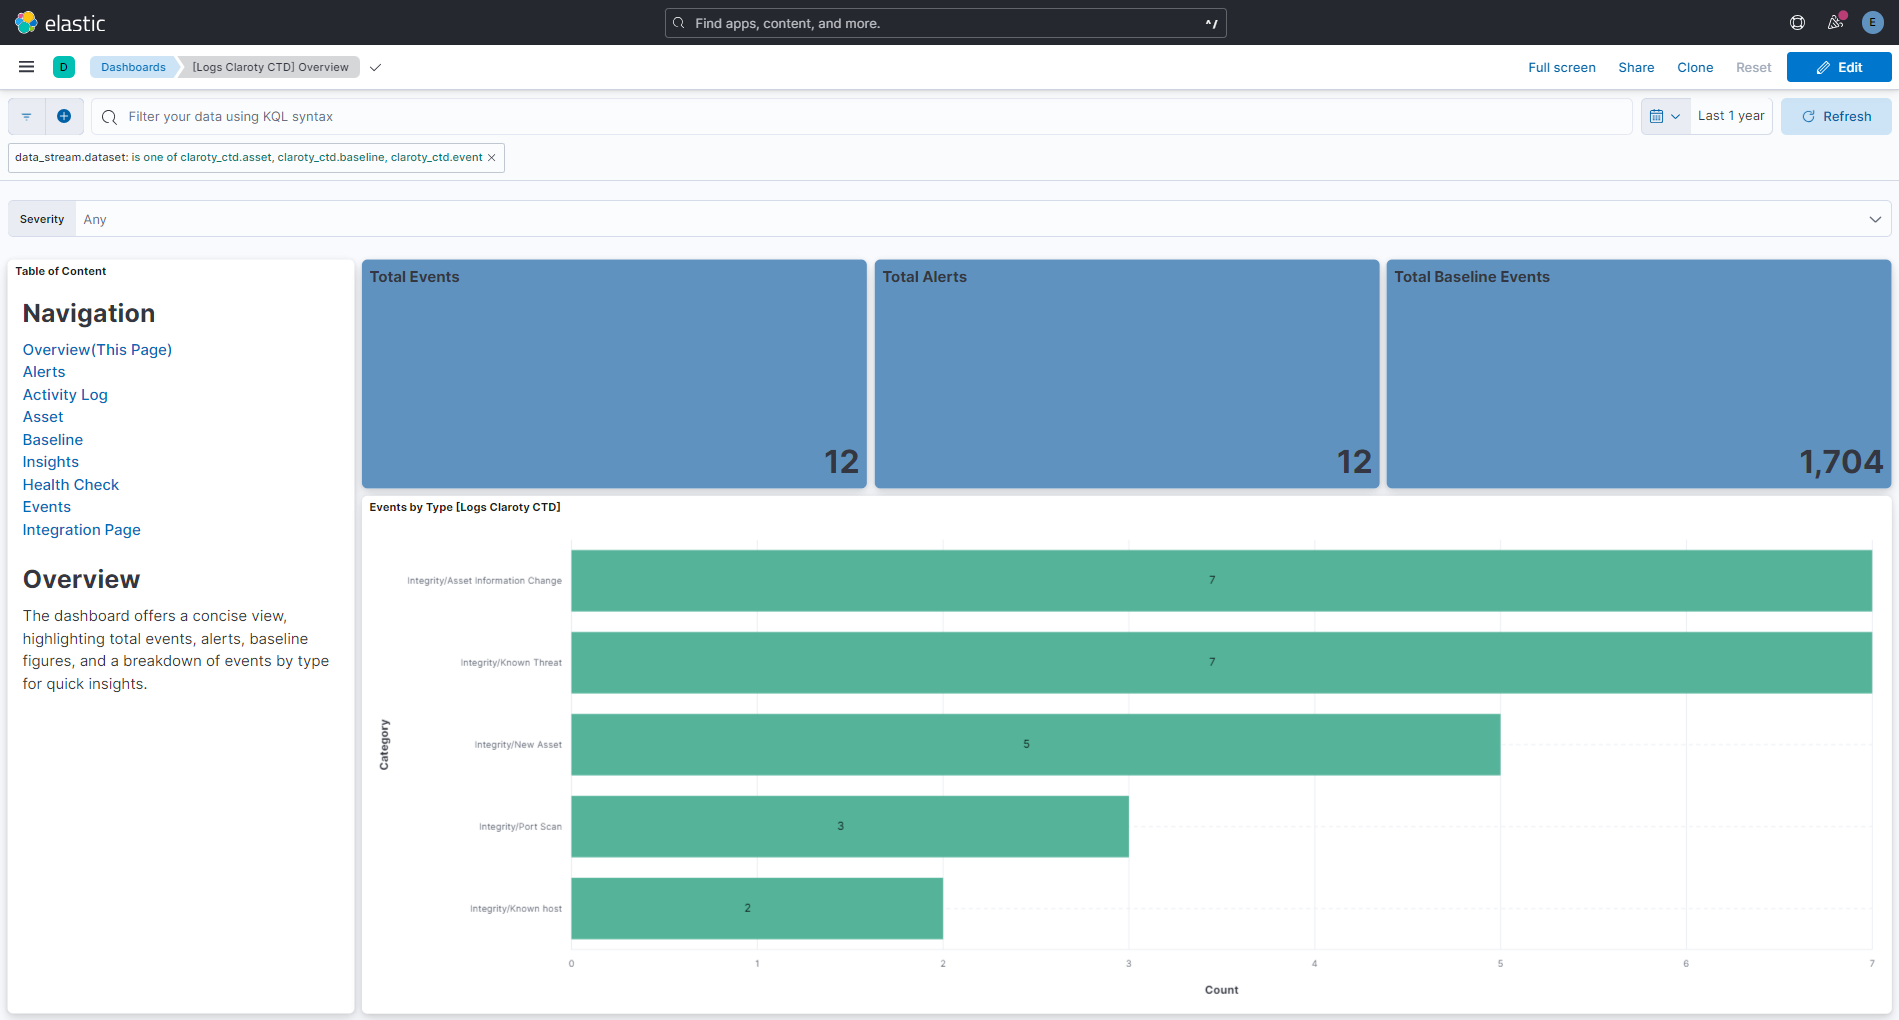 elastic
Find apps, content, and more.
^/
E
D
Dashboards
[Logs Claroty CTD] Overview
Full screen
Share
Clone
Reset
Edit
Filter your data using KQL syntax
Last 1 year
Refresh
data_stream.dataset: is one of claroty_ctd.asset, claroty_ctd.baseline, claroty_ctd.event
Severity
Any
Table of Content
Navigation
Overview(This Page)
Alerts
Activity Log
Asset
Baseline
Insights
Health Check
Events
Integration Page
Overview
The dashboard offers a concise view,
highlighting total events, alerts, baseline
figures, and a breakdown of events by type
for quick insights.
Total Events
12
Total Alerts
12
Total Baseline Events
1,704
Events by Type [Logs Claroty CTD]
Category
Integrity/Asset Information Change
7
Integrity/Known Threat
7
Integrity/New Asset
5
Integrity/Port Scan
3
Integrity/Known host
2
0
1
2
3
4
5
6
7
Count